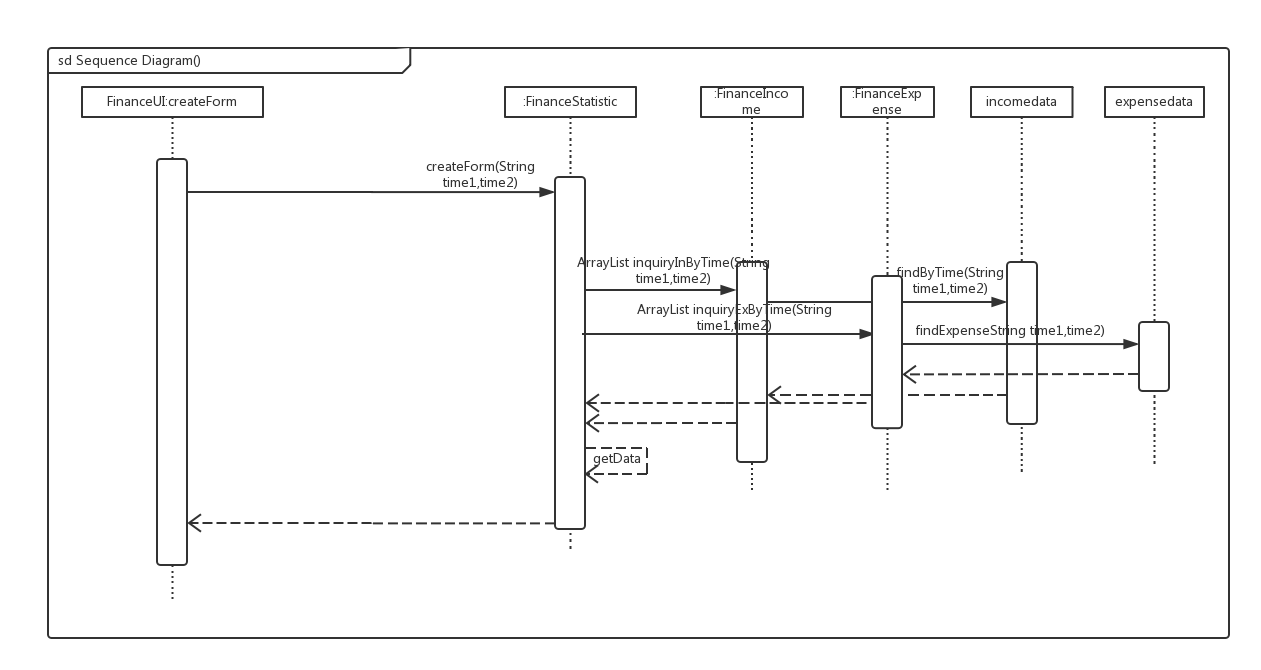 sd Sequence Diagram()
FinanceUI:createForm
:FinanceStatistic
:FinanceInco
me
:FinanceExp
ense
incomedata
expensedata
createForm(String
time1,time2)
ArrayList inquiryInByTime(String
time1,time2)
findByTime(String
time1,time2)
ArrayList inquiryExByTime(String
time1,time2)
findExpenseString time1,time2)
getData